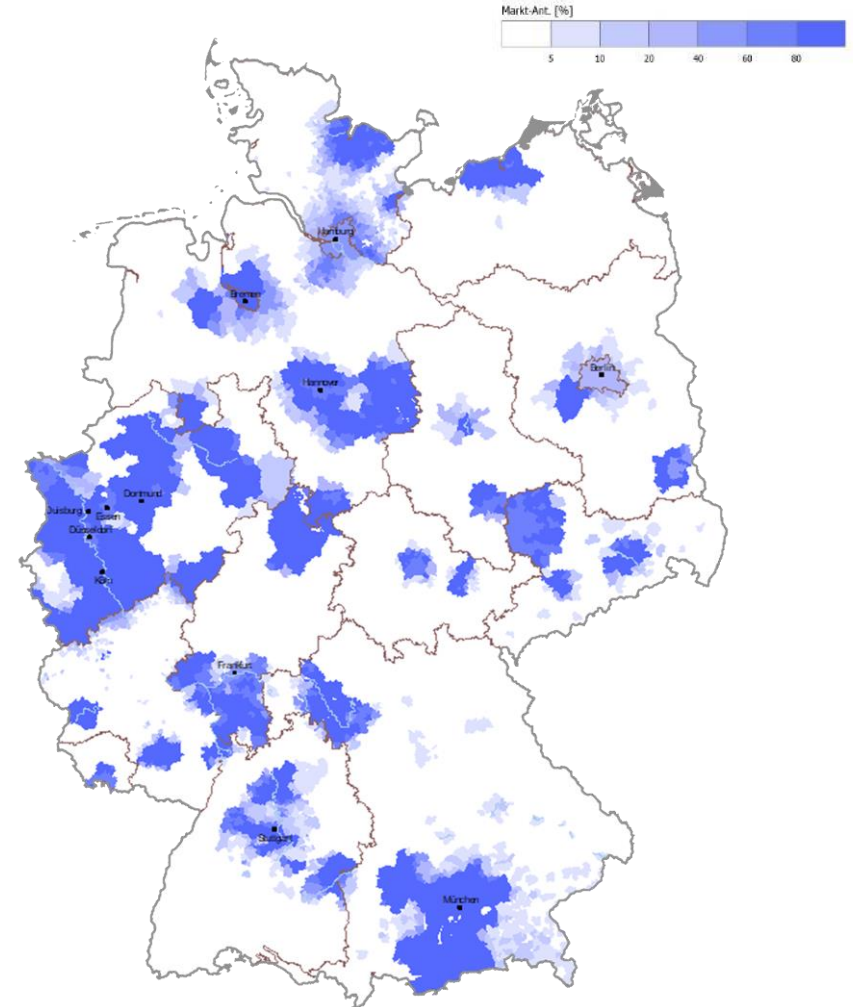 Markt-Ant. [%]
5 10 20 40 60 80
Hamburg
Bremen
Berlin
Hannover
Dortmund
Juisburg
Essen
Düsseldorf
Köln
Frankfurt
Stuttgart
München